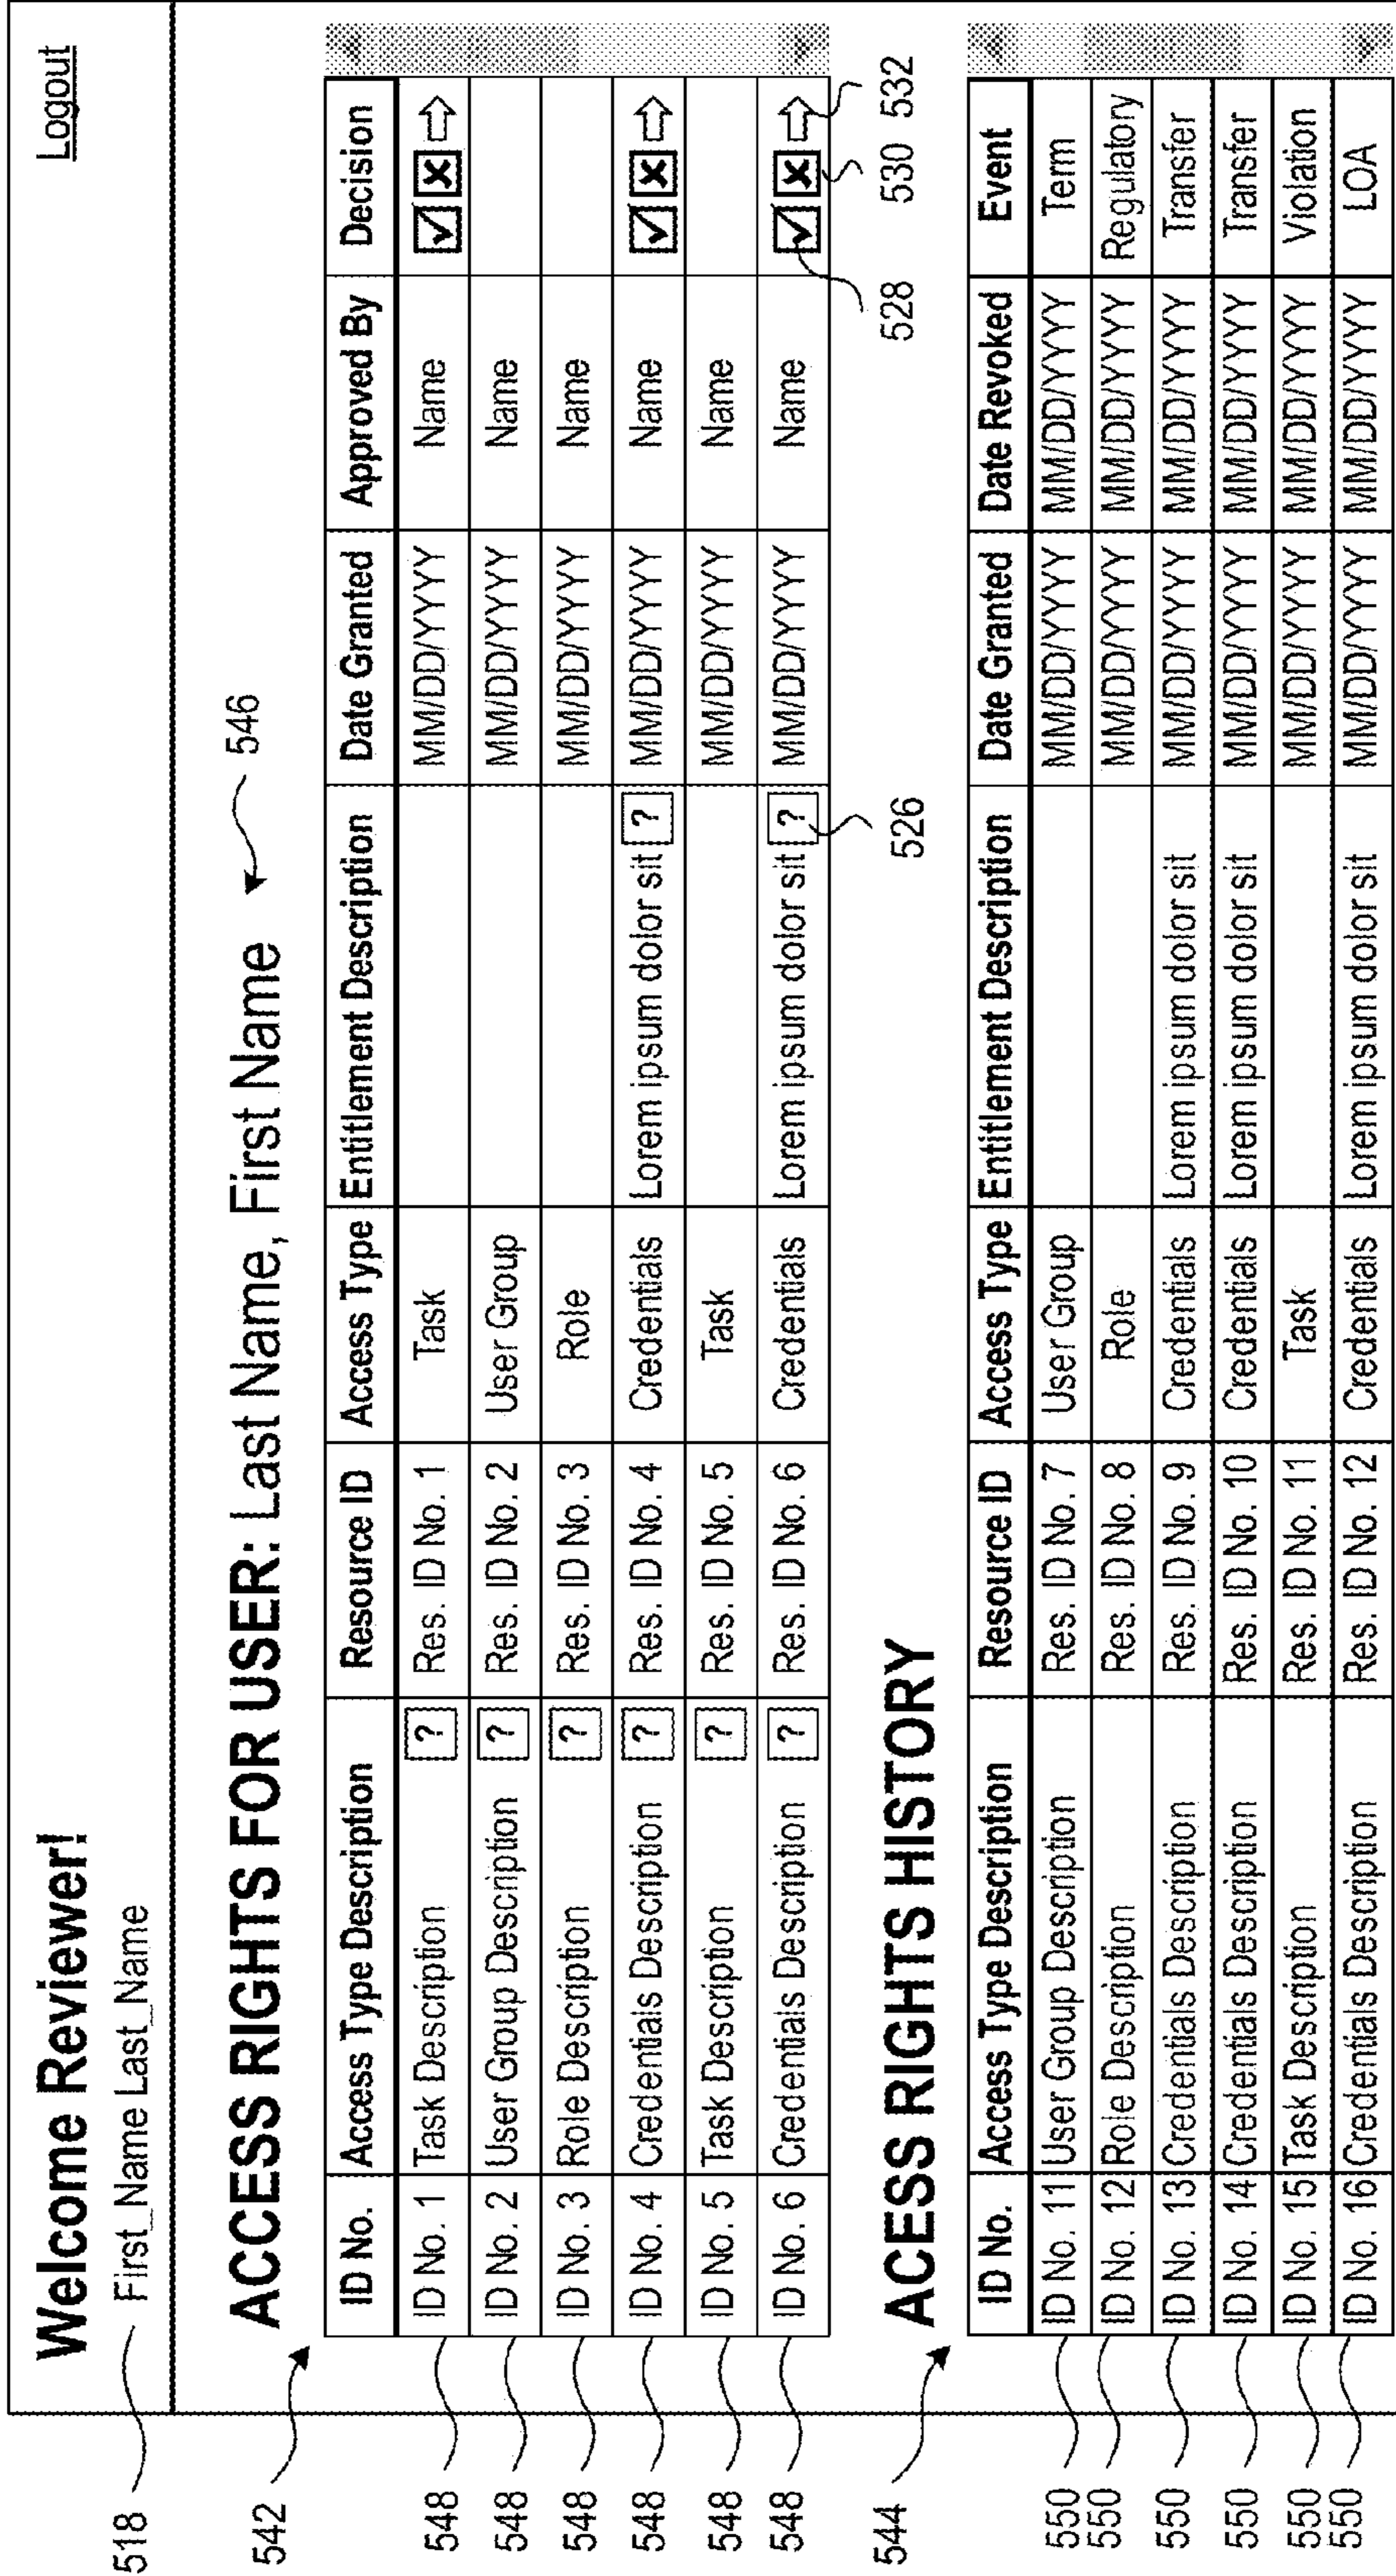 Welcome Reviewer! Logout
518 First_Name Last_Name
546
542 ACCESS RIGHTS FOR USER: Last Name, First Name
ID No. Access Type Description Resource ID Access Type Entitlement Description Date Granted Approved By Decision
548 ID No. 1 Task Description ? Res. ID No. 1 Task MM/DD/YYYY Name
548 ID No. 2 User Group Description ? Res. ID No. 2 User Group MM/DD/YYYY Name
548 ID No. 3 Role Description ? Res. ID No. 3 Role MM/DD/YYYY Name
548 ID No. 4 Credentials Description ? Res. ID No. 4 Credentials Lorem ipsum dolor sit ? MM/DD/YYYY Name
548 ID No. 5 Task Description ? Res. ID No. 5 Task MM/DD/YYYY Name
548 ID No. 6 Credentials Description ? Res. ID No. 6 Credentials Lorem ipsum dolor sit ? MM/DD/YYYY Name
526 528 530 532
544 ACESS RIGHTS HISTORY
ID No. Access Type Description Resource ID Access Type Entitlement Description Date Granted Date Revoked Event
550 ID No. 11 User Group Description Res. ID No. 7 User Group MM/DD/YYYY MM/DD/YYYY Term
550 ID No. 12 Role Description Res. ID No. 8 Role MM/DD/YYYY MM/DD/YYYY Regulatory
550 ID No. 13 Credentials Description Res. ID No. 9 Credentials Lorem ipsum dolor sit MM/DD/YYYY MM/DD/YYYY Transfer
550 ID No. 14 Credentials Description Res. ID No. 10 Credentials Lorem ipsum dolor sit MM/DD/YYYY MM/DD/YYYY Transfer
550 ID No. 15 Task Description Res. ID No. 11 Task MM/DD/YYYY MM/DD/YYYY Violation
550 ID No. 16 Credentials Description Res. ID No. 12 Credentials Lorem ipsum dolor sit MM/DD/YYYY MM/DD/YYYY LOA